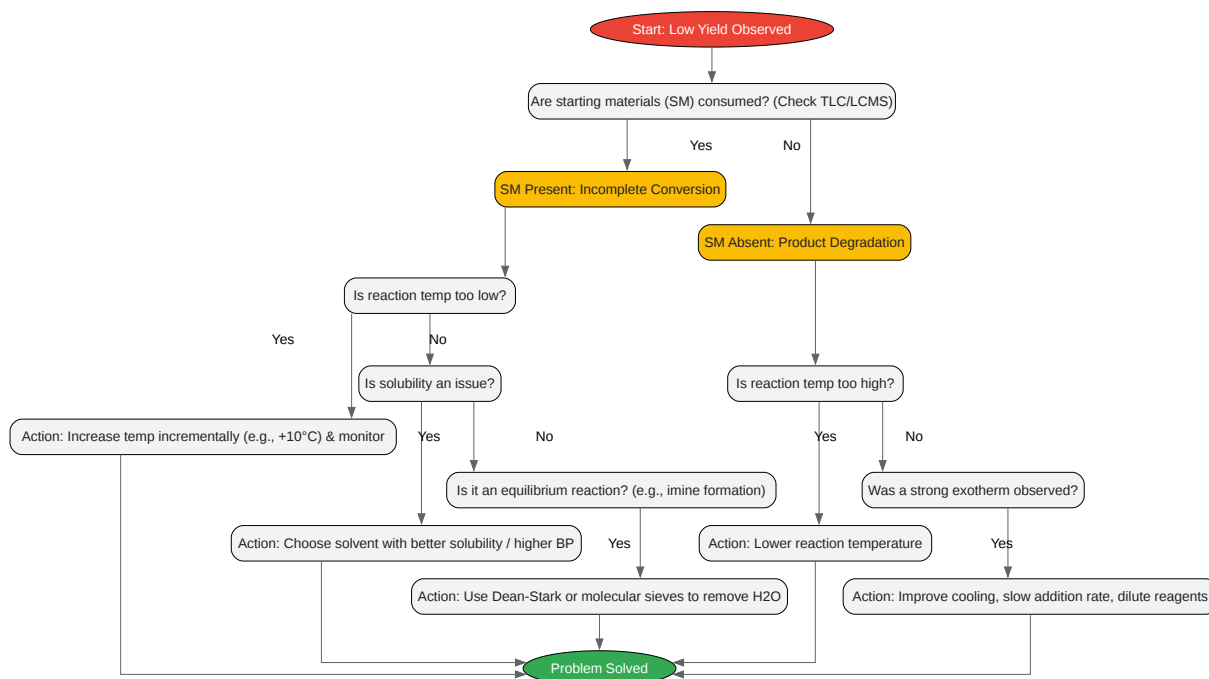 Start: Low Yield Observed
Are starting materials (SM) consumed? (Check TLC/LCMS)
Yes
No
SM Present: Incomplete Conversion
SM Absent: Product Degradation
Is reaction temp too low?
Yes
No
Is solubility an issue?
Is reaction temp too high?
Action: Increase temp incrementally (e.g., +10°C) & monitor
Yes
No
Yes
No
Is it an equilibrium reaction? (e.g., imine formation)
Was a strong exotherm observed?
Action: Choose solvent with better solubility / higher BP
Yes
Action: Lower reaction temperature
Yes
Action: Use Dean-Stark or molecular sieves to remove H2O
Action: Improve cooling, slow addition rate, dilute reagents
Problem Solved